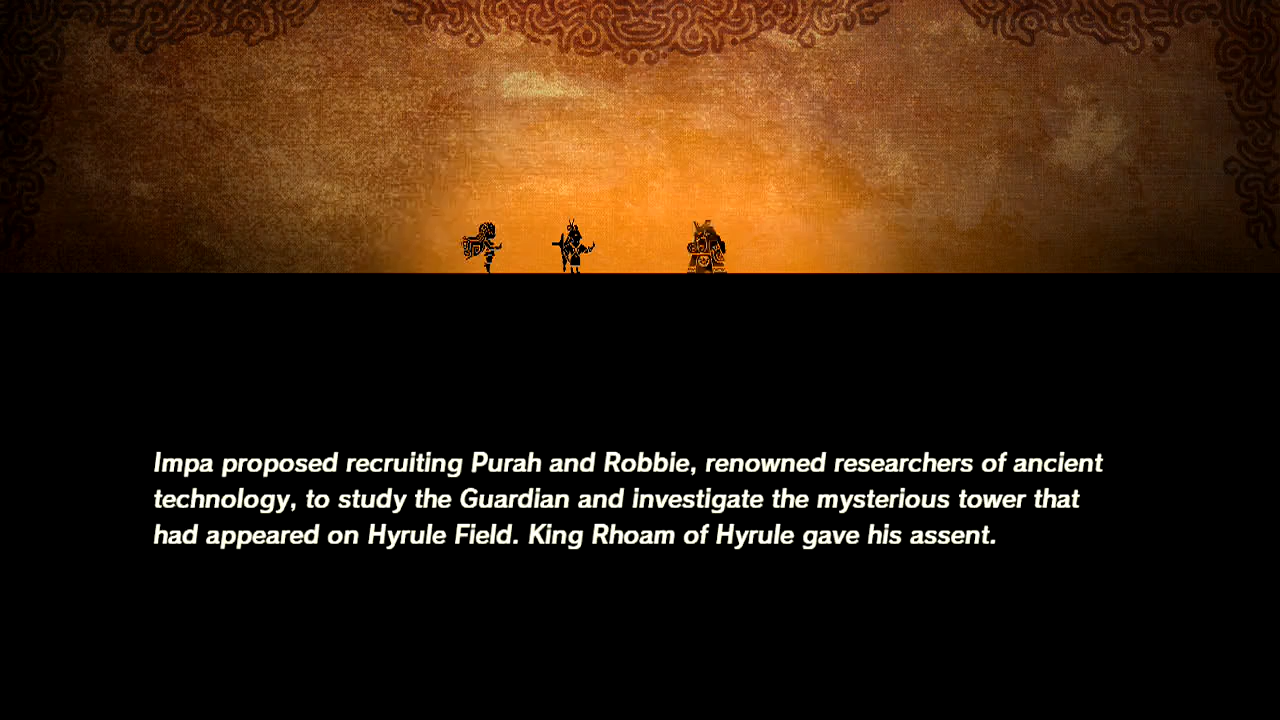 Impa proposed recruiting Purah and Robbie, renowned researchers of ancient
technology, to study the Guardian and investigate the mysterious tower that
had appeared on Hyrule Field. King Rhoam of Hyrule gave his assent.